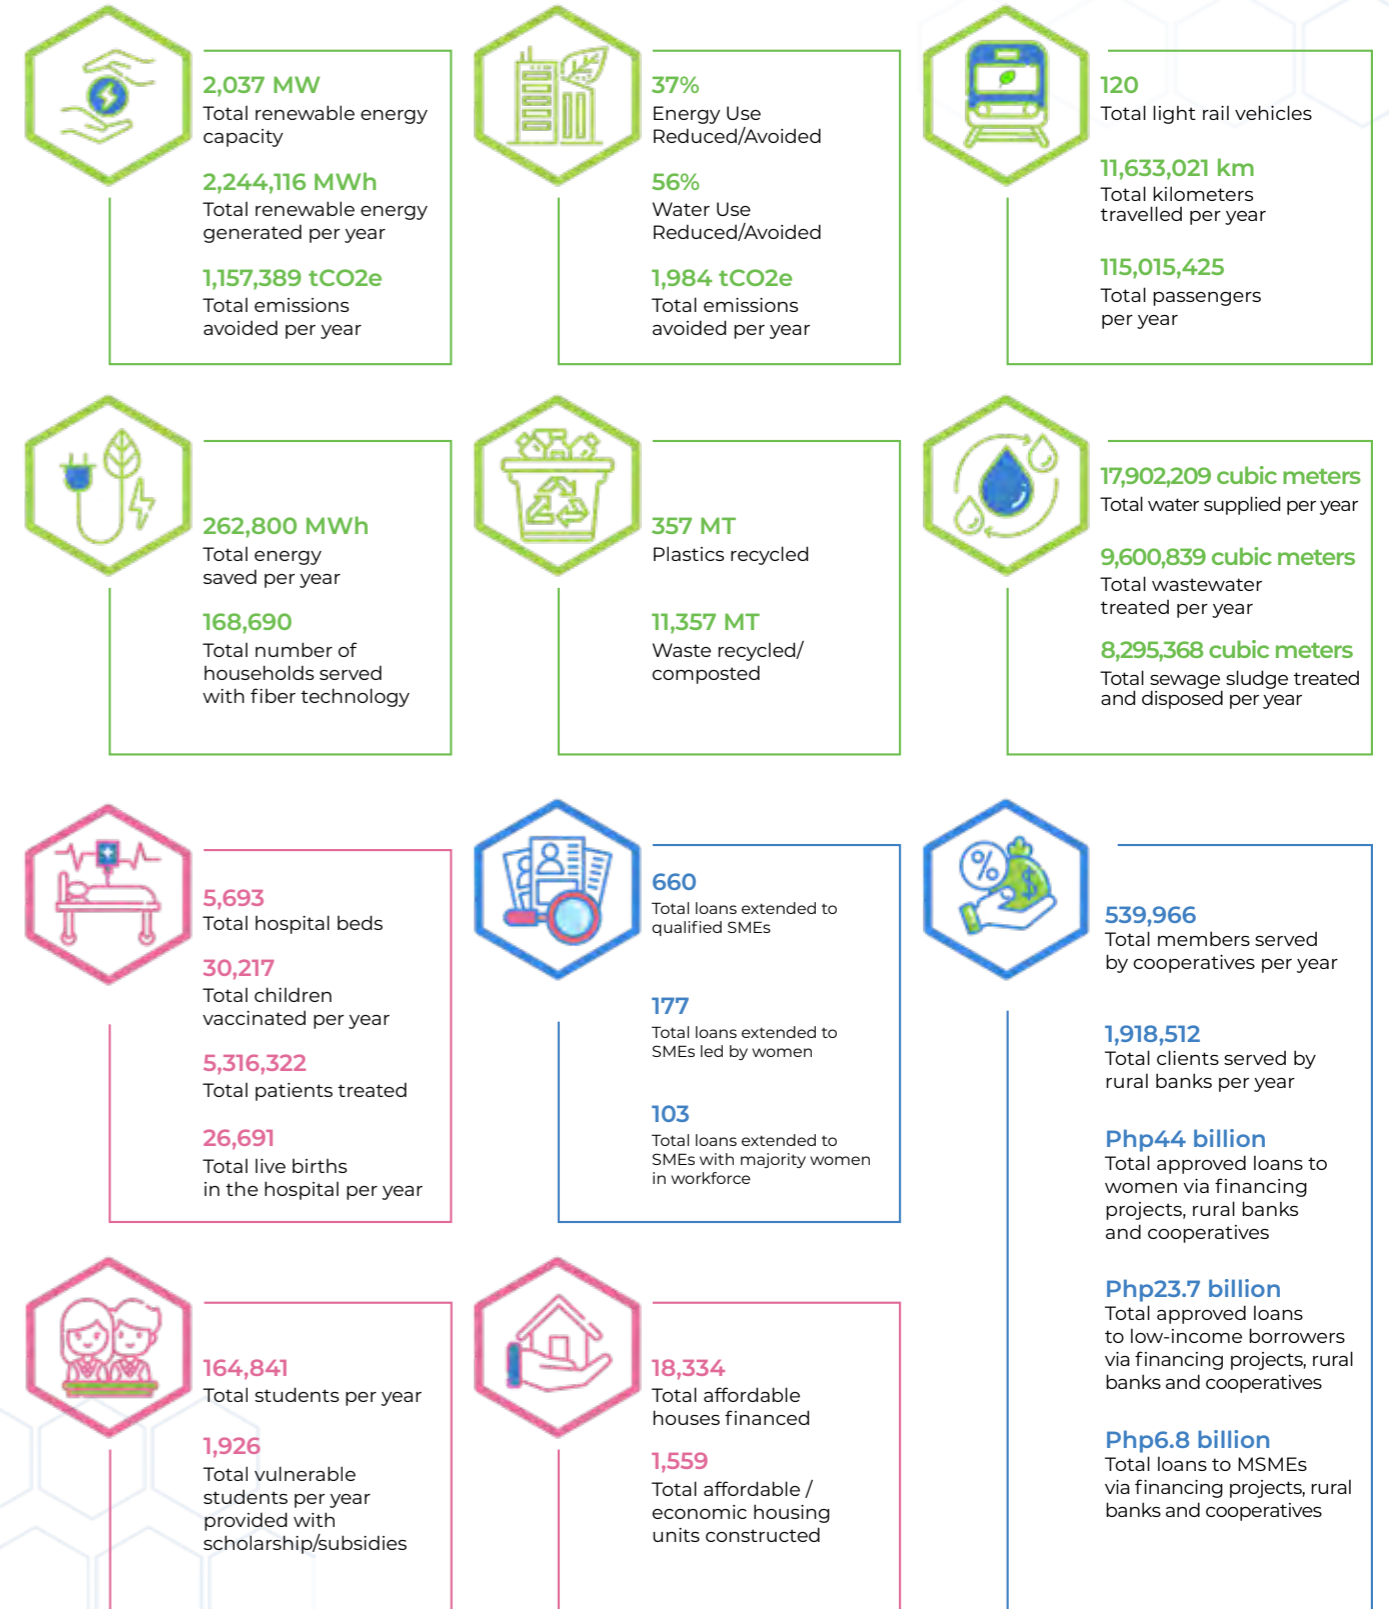 2,037 MW
Total renewable energy
capacity
2,244,116 MWh
Total renewable energy
generated per year
1,157,389 tCO2e
Total emissions
avoided per year
37%
Energy Use
Reduced/Avoided
56%
Water Use
Reduced/Avoided
1,984 tCO2e
Total emissions
avoided per year
120
Total light rail vehicles
11,633,021 km
Total kilometers
travelled per year
115,015,425
Total passengers
per year
262,800 MWh
Total energy
saved per year
168,690
Total number of
households served
with fiber technology
357 MT
Plastics recycled
11,357 MT
Waste recycled/
composted
17,902,209 cubic meters
Total water supplied per year
9,600,839 cubic meters
Total wastewater
treated per year
8,295,368 cubic meters
Total sewage sludge treated
and disposed per year
5,693
Total hospital beds
30,217
Total children
vaccinated per year
5,316,322
Total patients treated
26,691
Total live births
in the hospital per year
660
Total loans extended to
qualified SMEs
177
Total loans extended to
SMEs led by women
103
Total loans extended to
SMEs with majority women
in workforce
%
$
539,966
Total members served
by cooperatives per year
1,918,512
Total clients served by
rural banks per year
Php44 billion
Total approved loans to
women via financing
projects, rural banks
and cooperatives
Php23.7 billion
Total approved loans
to low-income borrowers
via financing projects, rural
banks and cooperatives
Php6.8 billion
Total loans to MSMEs
via financing projects, rural
banks and cooperatives
164,841
Total students per year
1,926
Total vulnerable
students per year
provided with
scholarship/subsidies
18,334
Total affordable
houses financed
1,559
Total affordable /
economic housing
units constructed